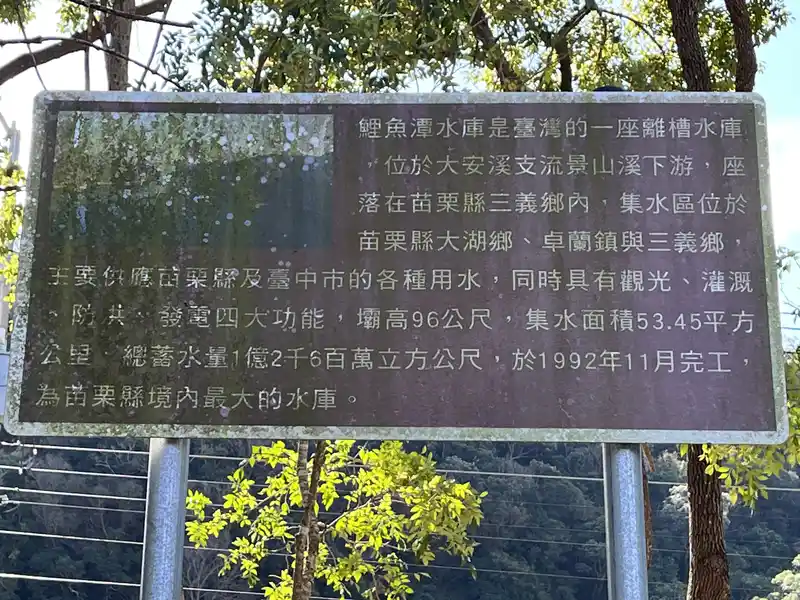 鯉魚潭水庫是臺灣的一座離槽水庫
，位於大安溪支流景山溪下游，座
落在苗栗縣三義鄉內，集水區位於
苗栗縣大湖鄉、卓蘭鎮與三義鄉，
主要供應苗栗縣及臺中市的各種用水，同時具有觀光、灌溉
、防洪、發電四大功能，壩高96公尺，集水面積53.45平方
公里，總蓄水量1億2千6百萬立方公尺，於1992年11月完工，
為苗栗縣境內最大的水庫。